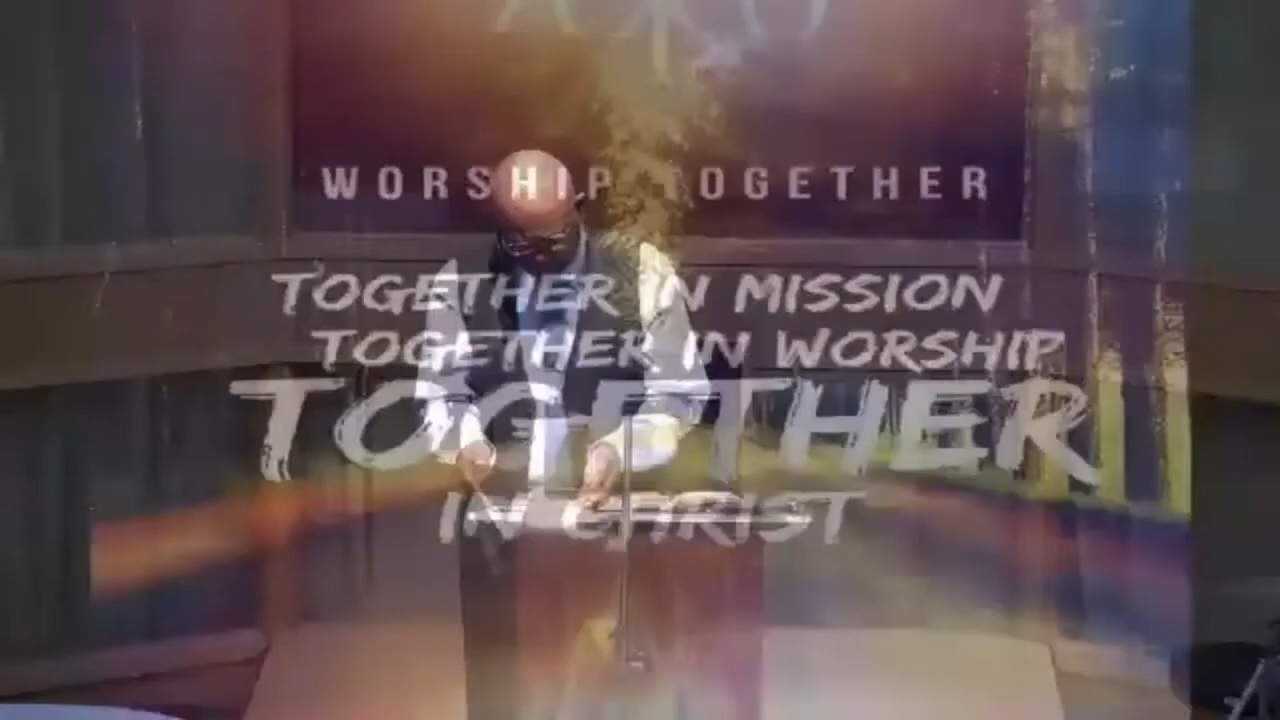 WORSHIP TOGETHER
TOGETHER IN MISSION
TOGETHER IN WORSHIP
TOGETHER
IN CHRIST